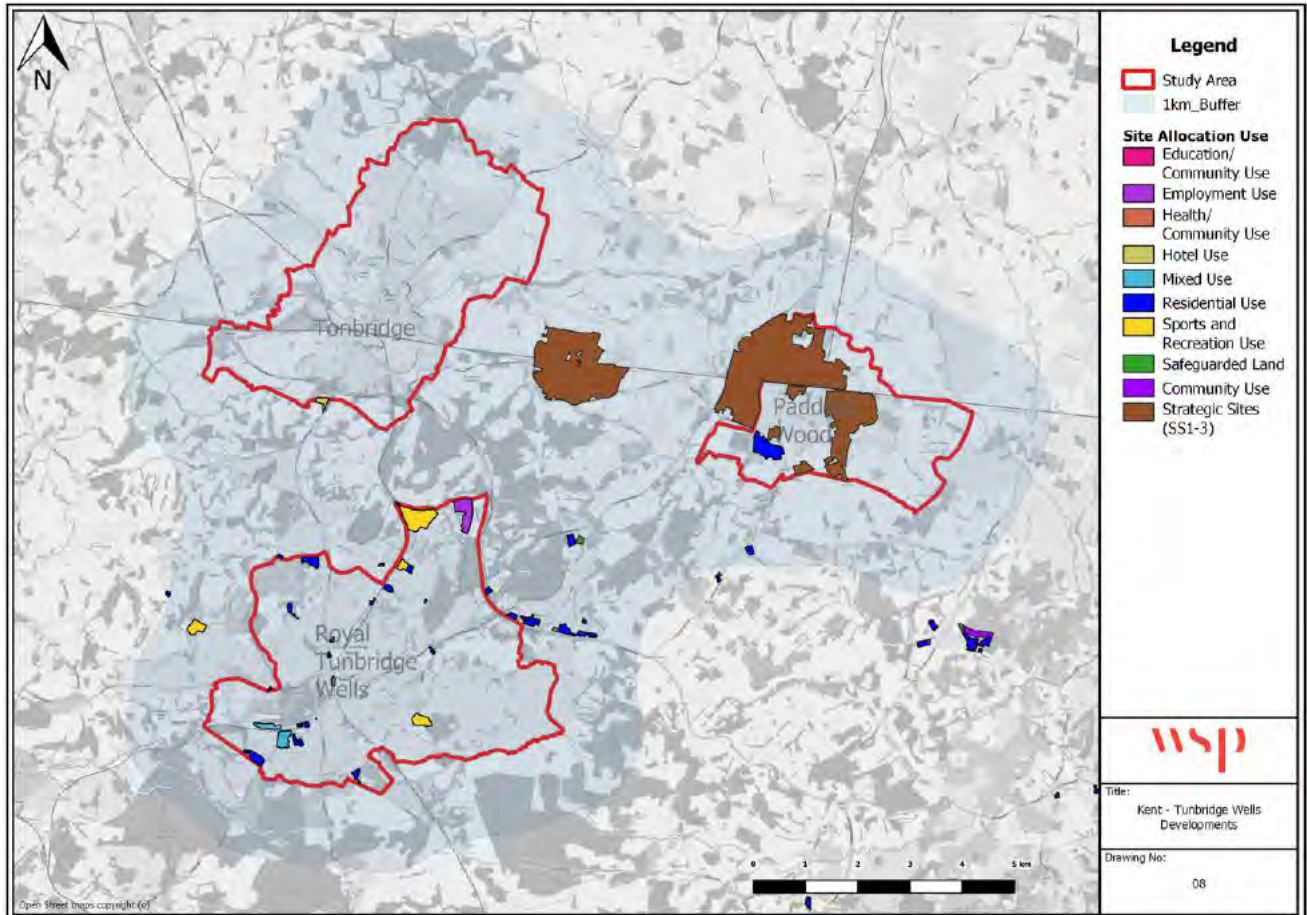 N
Tonbridge
Padd
Wood
Royal
Tunbridge
Wells
0 1 2 3 4 5 km
Open Street maps copyright (c)
Legend
Study Area
1km_Buffer
Site Allocation Use
Education/
Community Use
Employment Use
Health/
Community Use
Hotel Use
Mixed Use
Residential Use
Sports and
Recreation Use
Safeguarded Land
Community Use
Strategic Sites
(SS1-3)
wsp
Title:
Kent - Tunbridge Wells
Developments
Drawing No:
08